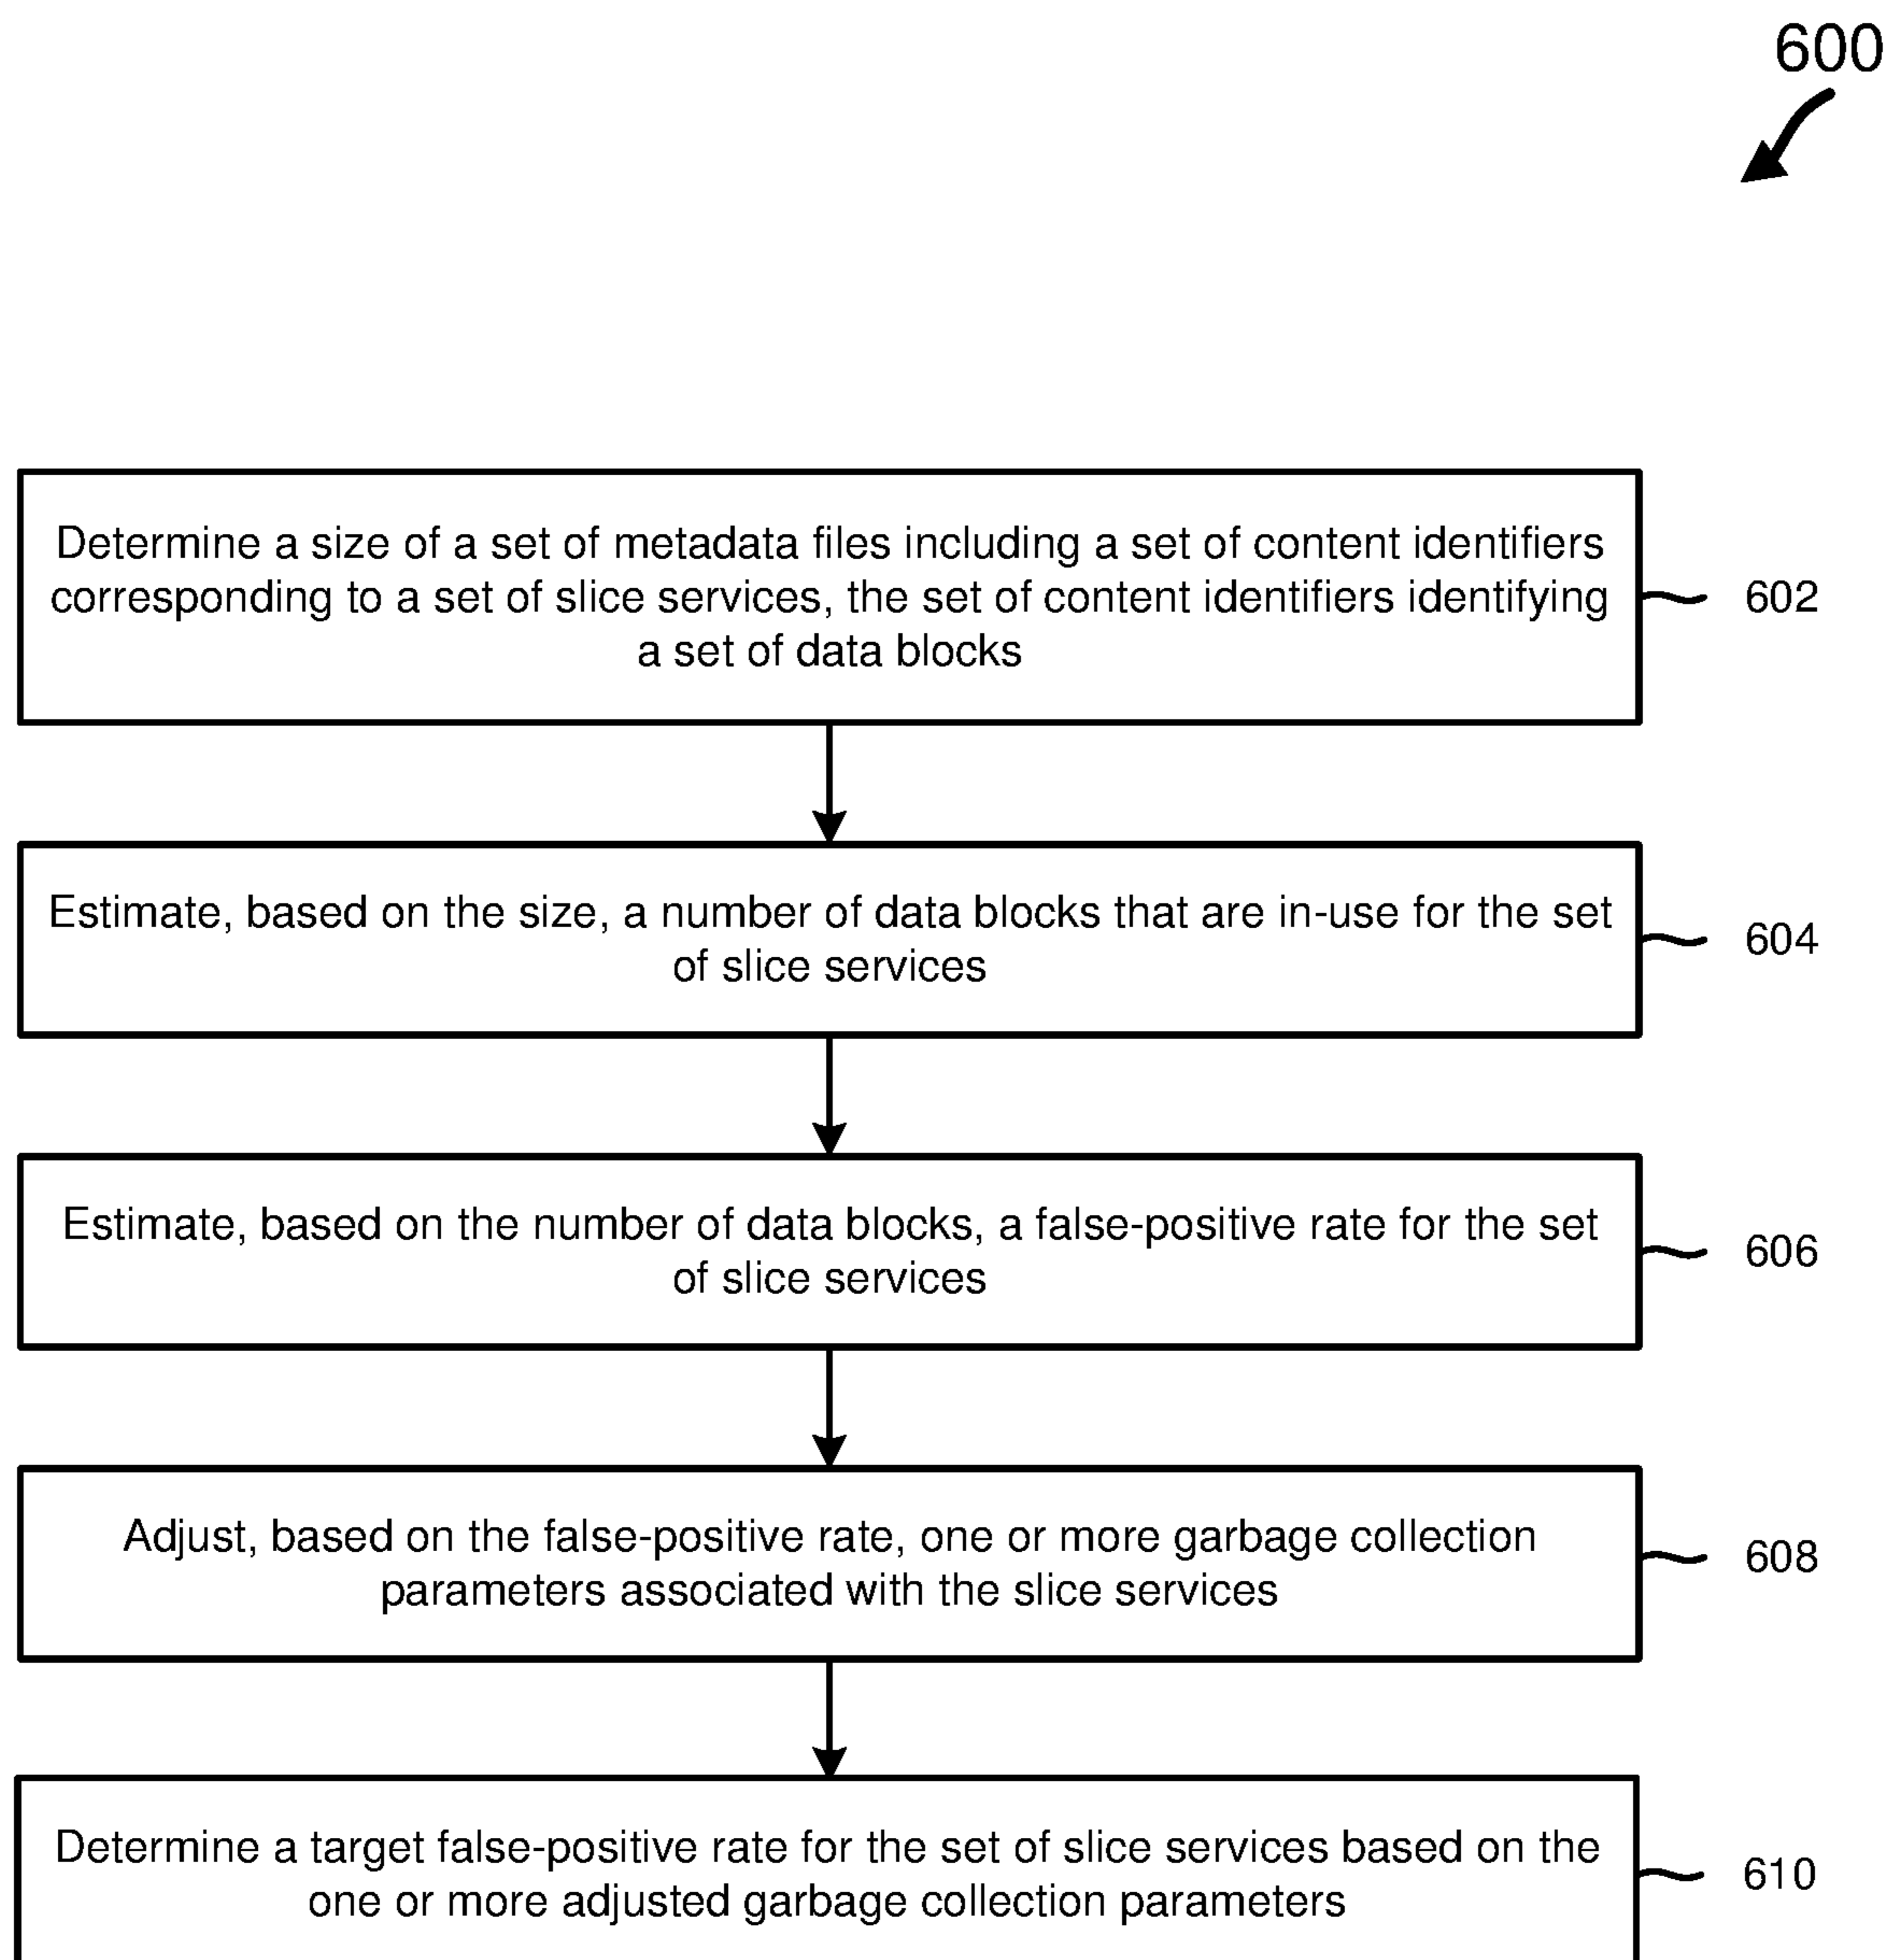 600
Determine a size of a set of metadata files including a set of content identifiers
corresponding to a set of slice services, the set of content identifiers identifying
a set of data blocks
602
Estimate, based on the size, a number of data blocks that are in-use for the set
of slice services
604
Estimate, based on the number of data blocks, a false-positive rate for the set
of slice services
606
Adjust, based on the false-positive rate, one or more garbage collection
parameters associated with the slice services
608
Determine a target false-positive rate for the set of slice services based on the
one or more adjusted garbage collection parameters
610